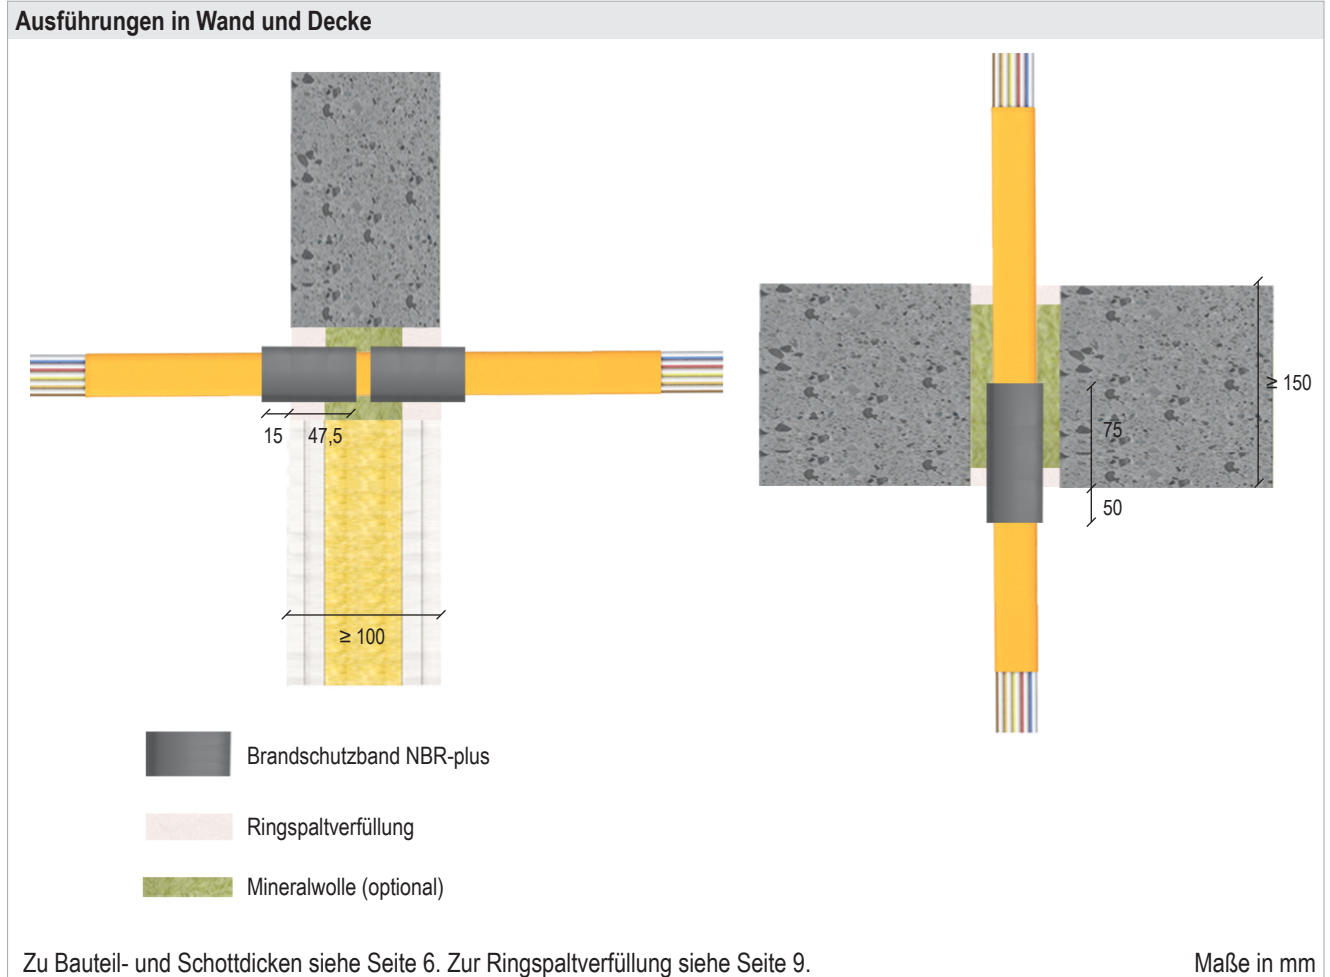 Ausführungen in Wand und Decke
15
47,5
≥ 100
≥ 150
75
50
Brandschutzband NBR-plus
Ringspaltverfüllung
Mineralwolle (optional)
Zu Bauteil- und Schottdicken siehe Seite 6. Zur Ringspaltverfüllung siehe Seite 9.
Maße in mm